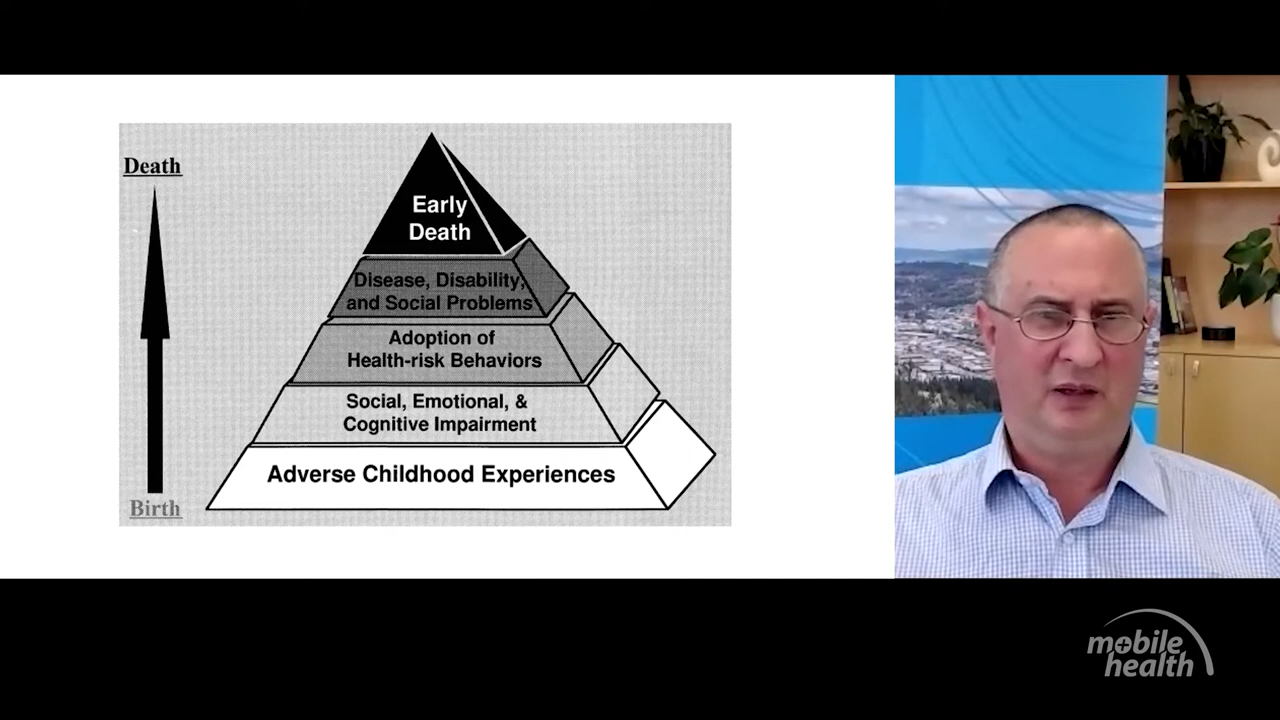 Death
Early
Death
Disease, Disability,
and Social Problems
Adoption of
Health-risk Behaviors
Social, Emotional, &
Cognitive Impairment
Adverse Childhood Experiences
Birth
mobile
health